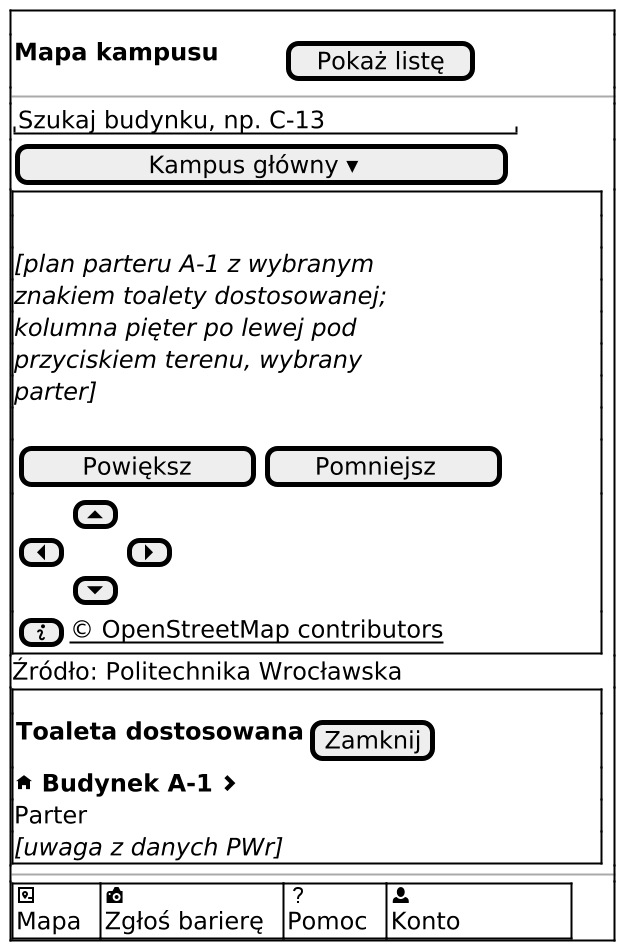 Mapa kampusu
Pokaż listę
Szukaj budynku, np. C-13
Kampus główny ▾
[plan parteru A-1 z wybranym
znakiem toalety dostosowanej;
kolumna pięter po lewej pod
przyciskiem terenu, wybrany
parter]
Powiększ Pomniejsz
i © OpenStreetMap contributors
Źródło: Politechnika Wrocławska
Toaleta dostosowana Zamknij
Budynek A-1
Parter
[uwaga z danych PWr]
?
Mapa Zgłoś barierę Pomoc Konto